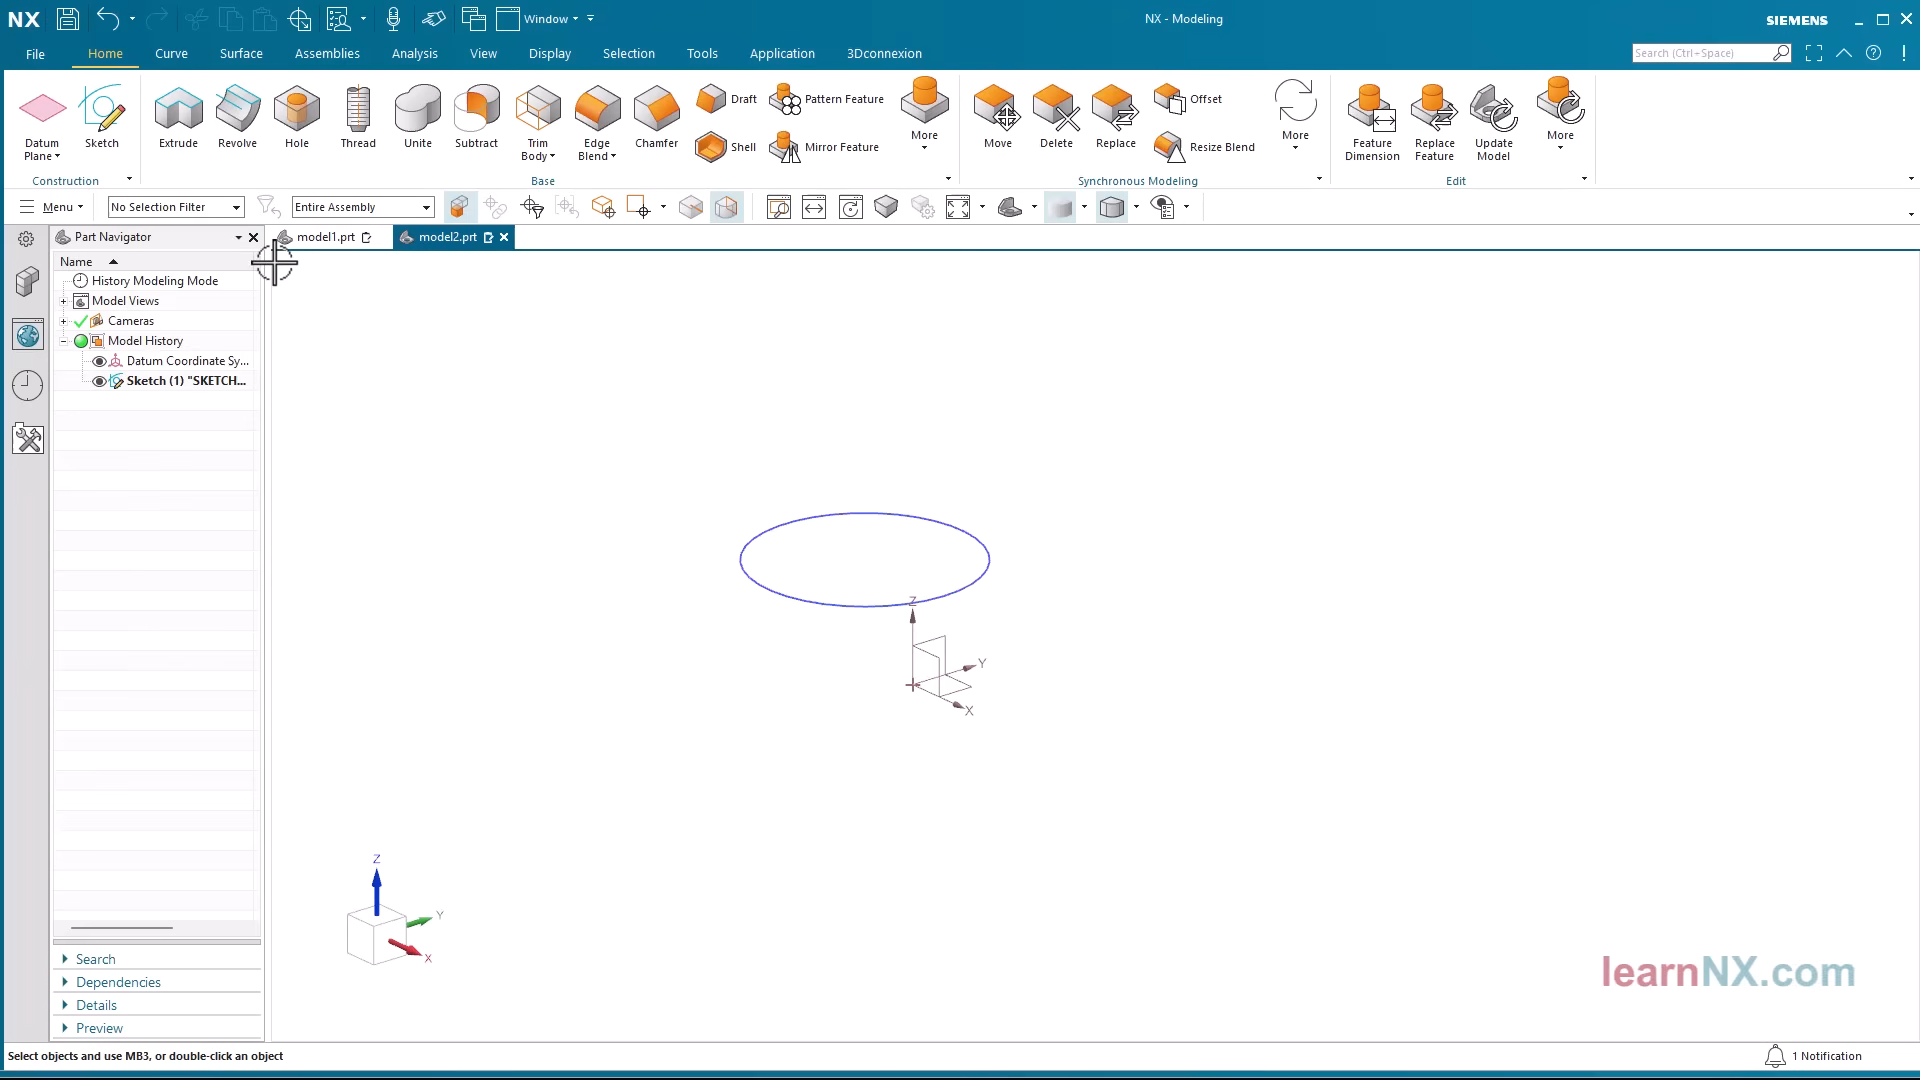 NX
Window
NX - Modeling
SIEMENS
File
Home
Curve
Surface
Assemblies
Analysis
View
Display
Selection
Tools
Application
3Dconnexion
Search (Ctrl+Space)
Datum Plane
Sketch
Extrude
Revolve
Hole
Thread
Unite
Subtract
Trim Body
Edge Blend
Chamfer
Draft
Shell
Pattern Feature
Mirror Feature
More
Move
Delete
Replace
Offset
Resize Blend
More
Feature Dimension
Replace Feature
Update Model
More
Construction
Base
Synchronous Modeling
Edit
Menu
No Selection Filter
Entire Assembly
Part Navigator
model1.prt
model2.prt
Name
History Modeling Mode
Model Views
Cameras
Model History
Datum Coordinate Sy...
Sketch (1) "SKETCH...
Z
Y
X
Z
Y
X
Search
Dependencies
Details
Preview
learnNX.com
Select objects and use MB3, or double-click an object
1 Notification